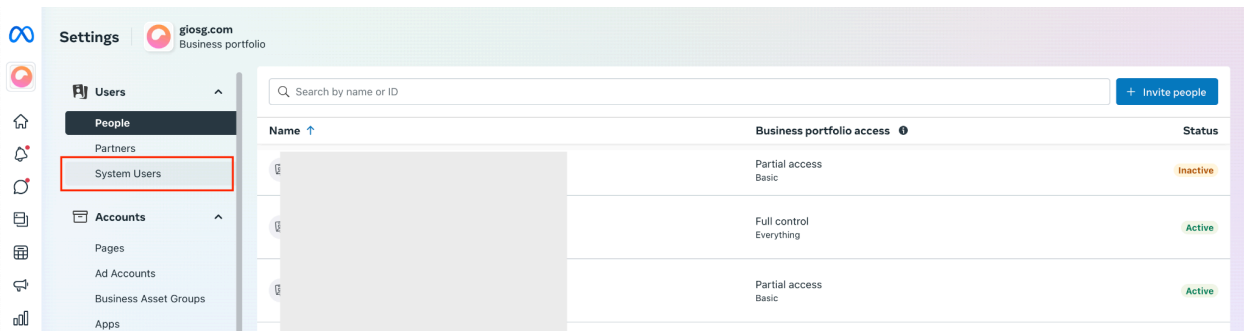 Settings
giosg.com
Business portfolio
Users
People
Partners
System Users
Accounts
Pages
Ad Accounts
Business Asset Groups
Apps
Search by name or ID
+ Invite people
Name ↑
Business portfolio access
Status
Partial access
Basic
Inactive
Full control
Everything
Active
Partial access
Basic
Active